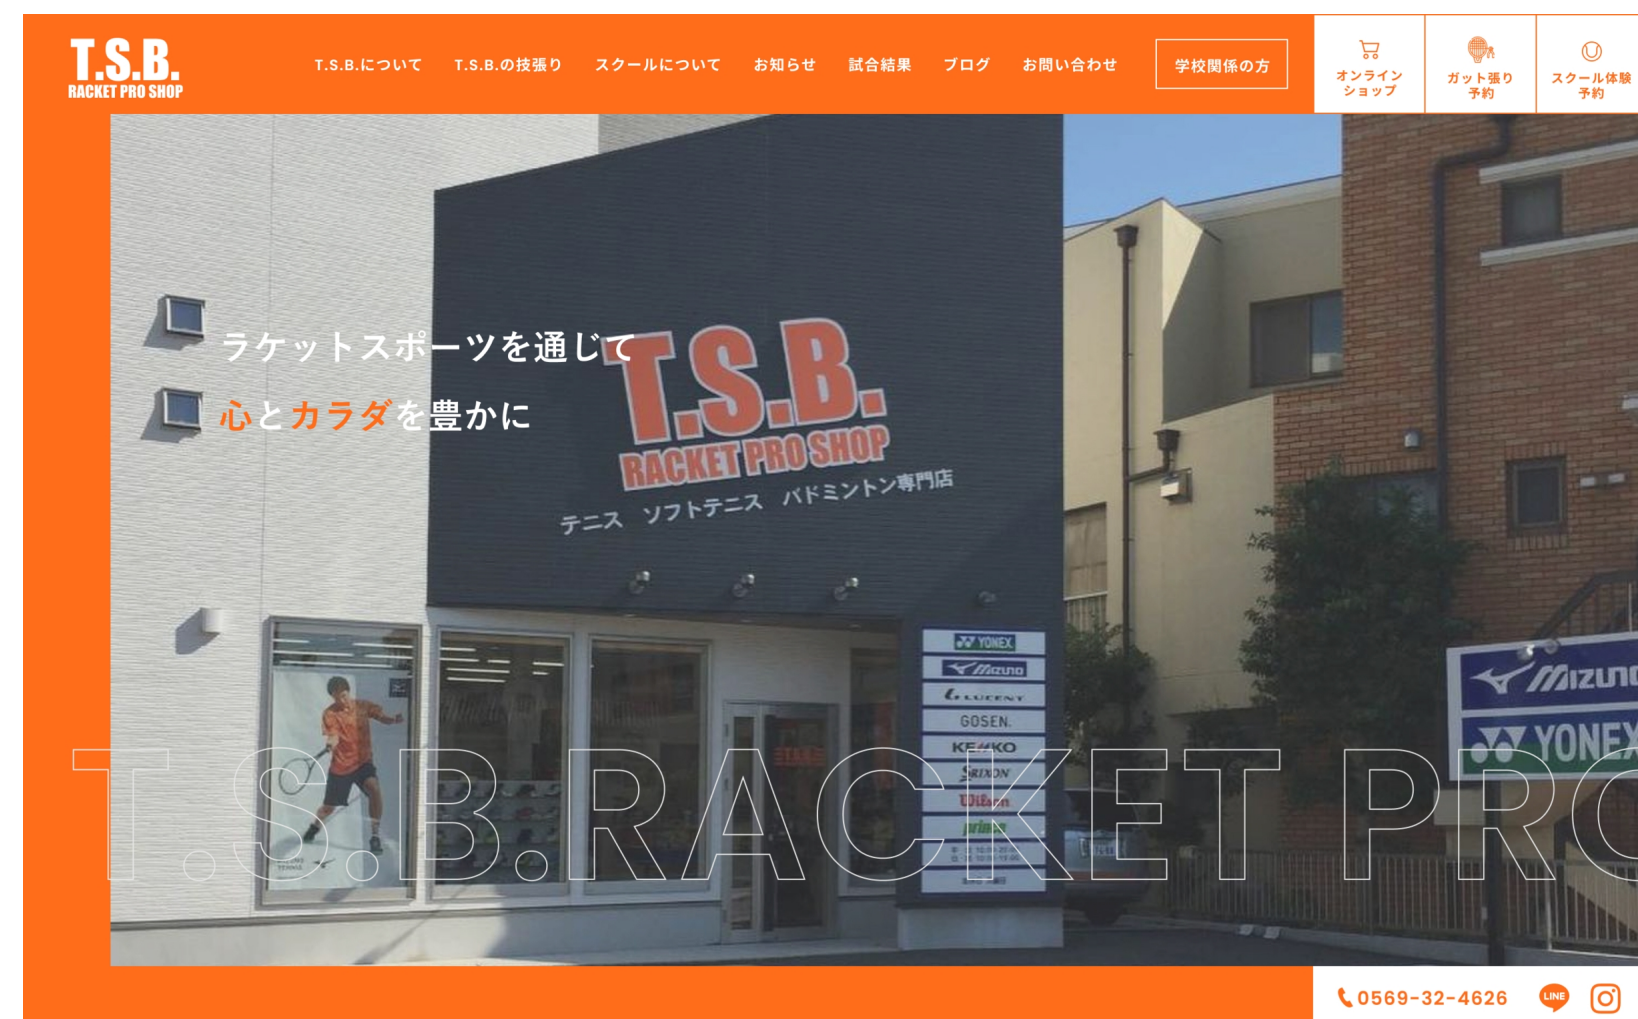 T.S.B.
RACKET PRO SHOP
T.S.B.について
T.S.B.の技張り
スクールについて
お知らせ
試合結果
ブログ
お問い合わせ
学校関係の方
オンライン
ショップ
ガット張り
予約
スクール体験
予約
ラケットスポーツを通じて
心とカラダを豊かに
T.S.B.
RACKET PRO SHOP
テニス ソフトテニス バドミントン専門店
YONEX
MIZUNO
LUCENT
GOSEN.
KENKO
SRIXON
Wilson
prince
T.S.B.
MIZUNO
YONEX
T.S.B.RACKET PRO
0569-32-4626
LINE